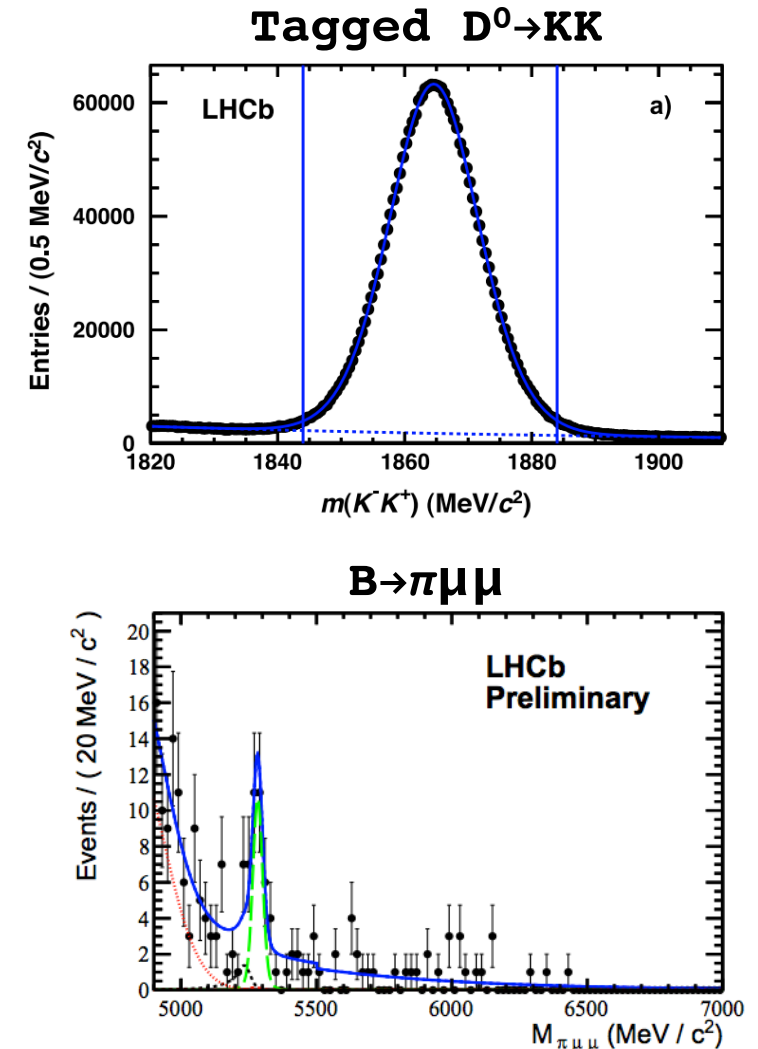 Tagged D⁰→KK
LHCb
a)
Entries / (0.5 MeV/c²)
60000
40000
20000
0
1820 1840 1860 1880 1900
m(K⁻K⁺) (MeV/c²)
B→πμμ
LHCb
Preliminary
Events / ( 20 MeV / c² )
20
18
16
14
12
10
8
6
4
2
0
5000 5500 6000 6500 7000
M π μ μ (MeV / c²)